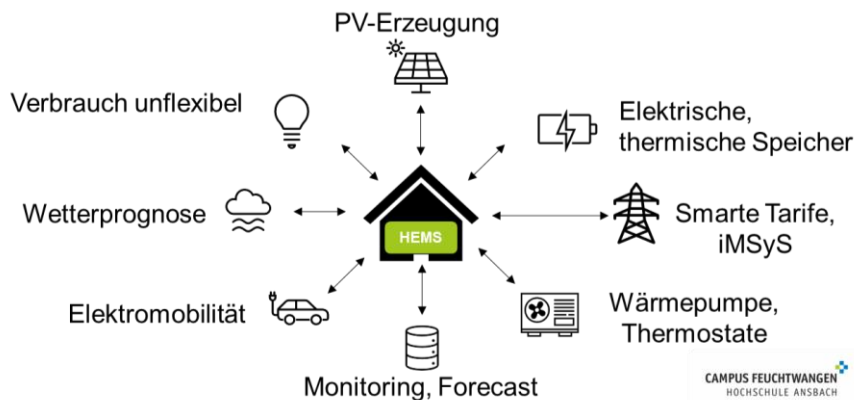 PV-Erzeugung
Verbrauch unflexibel
Elektrische,
thermische Speicher
Wetterprognose
HEMS
Smarte Tarife,
iMSyS
Elektromobilität
Wärmepumpe,
Thermostate
Monitoring, Forecast
CAMPUS FEUCHTWANGEN
HOCHSCHULE ANSBACH